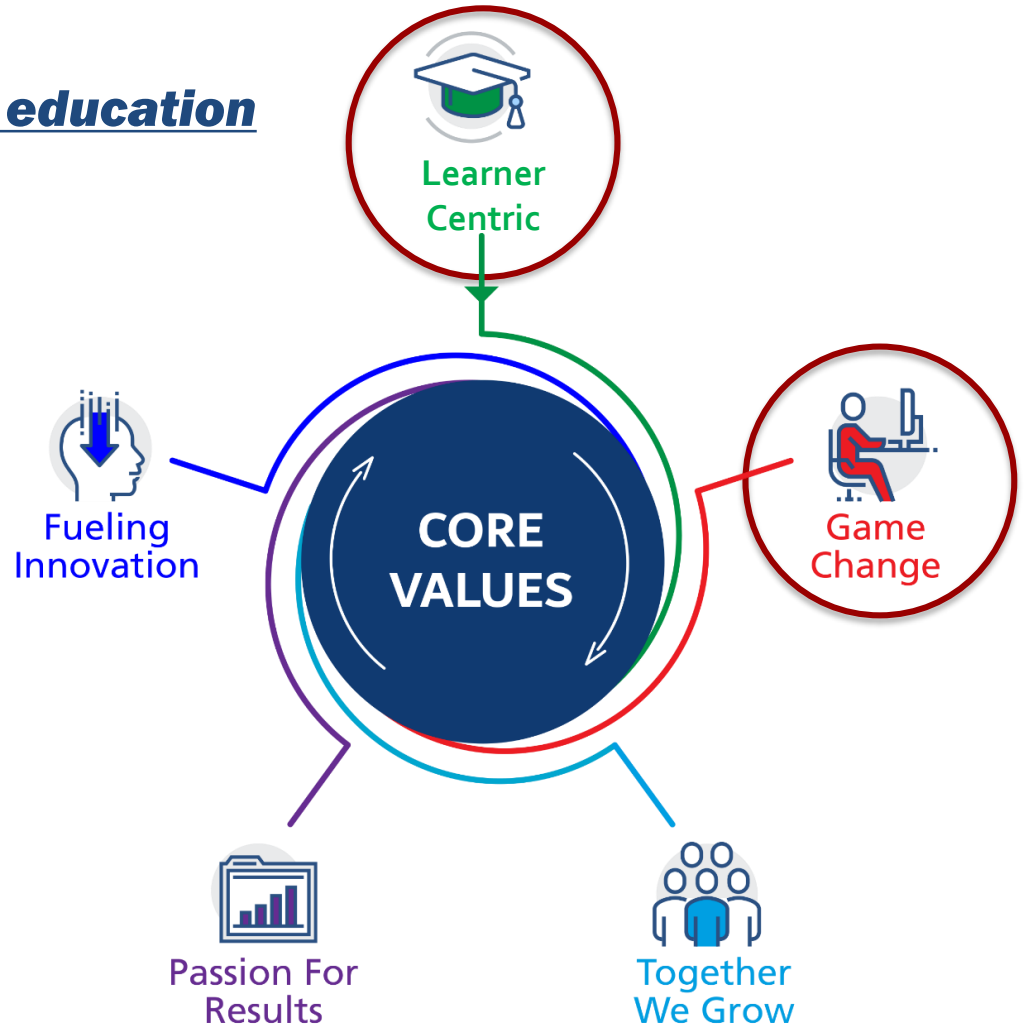 education
Learner
Centric
Game
Change
Fueling
Innovation
CORE
VALUES
Passion For
Results
Together
We Grow